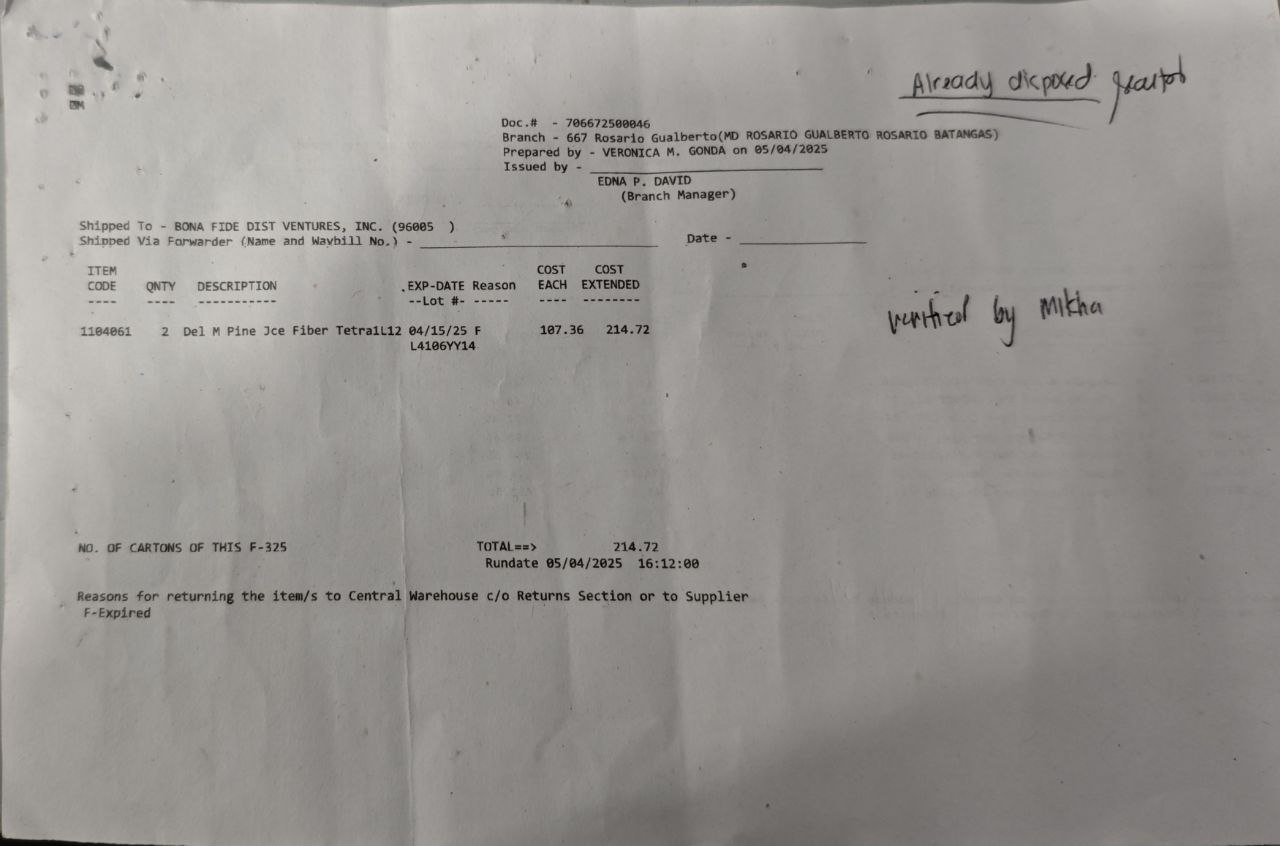 Already disposed
Doc.# - 706672500046
Branch - 667 Rosario Gualberto(MD ROSARIO GUALBERTO ROSARIO BATANGAS)
Prepared by - VERONICA M. GONDA on 05/04/2025
Issued by -
EDNA P. DAVID
(Branch Manager)
Shipped To - BONA FIDE DIST VENTURES, INC. (96005 )
Shipped Via Forwarder (Name and Waybill No.) - Date -
ITEM COST COST
CODE QNTY DESCRIPTION EXP-DATE Reason EACH EXTENDED
---- ---- ----------- --Lot #- ----- ---- --------
1104061 2 Del M Pine Jce Fiber Tetra1L12 04/15/25 F 107.36 214.72
L4106YY14
verified by Mikha
NO. OF CARTONS OF THIS F-325 TOTAL==> 214.72
Rundate 05/04/2025 16:12:00
Reasons for returning the item/s to Central Warehouse c/o Returns Section or to Supplier
F-Expired